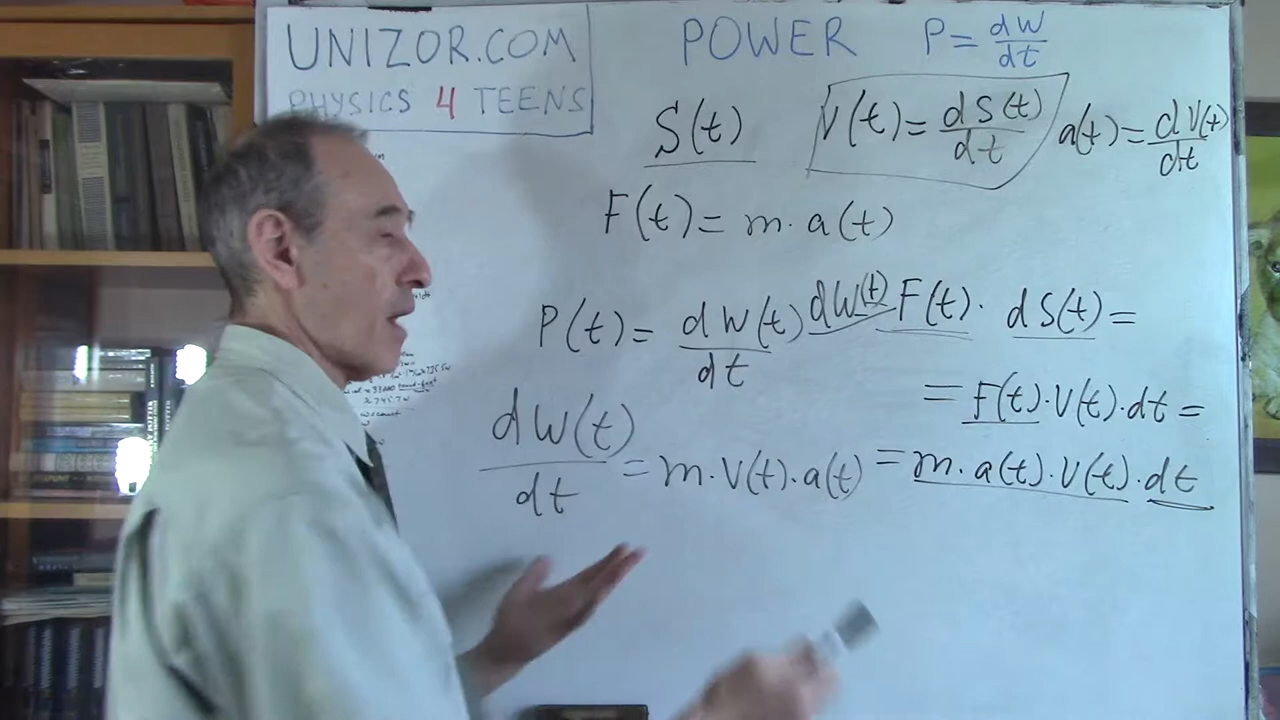 UNIZOR.COM
PHYSICS 4 TEENS
POWER P = dW/dt
S(t) V(t) = dS(t)/dt a(t) = dV(t)/dt
F(t) = m·a(t)
P(t) = dW(t)/dt dW(t) F(t)· dS(t) =
= F(t)·V(t)·dt =
dW(t)/dt = m·V(t)·a(t) = m·a(t)·V(t)·dt